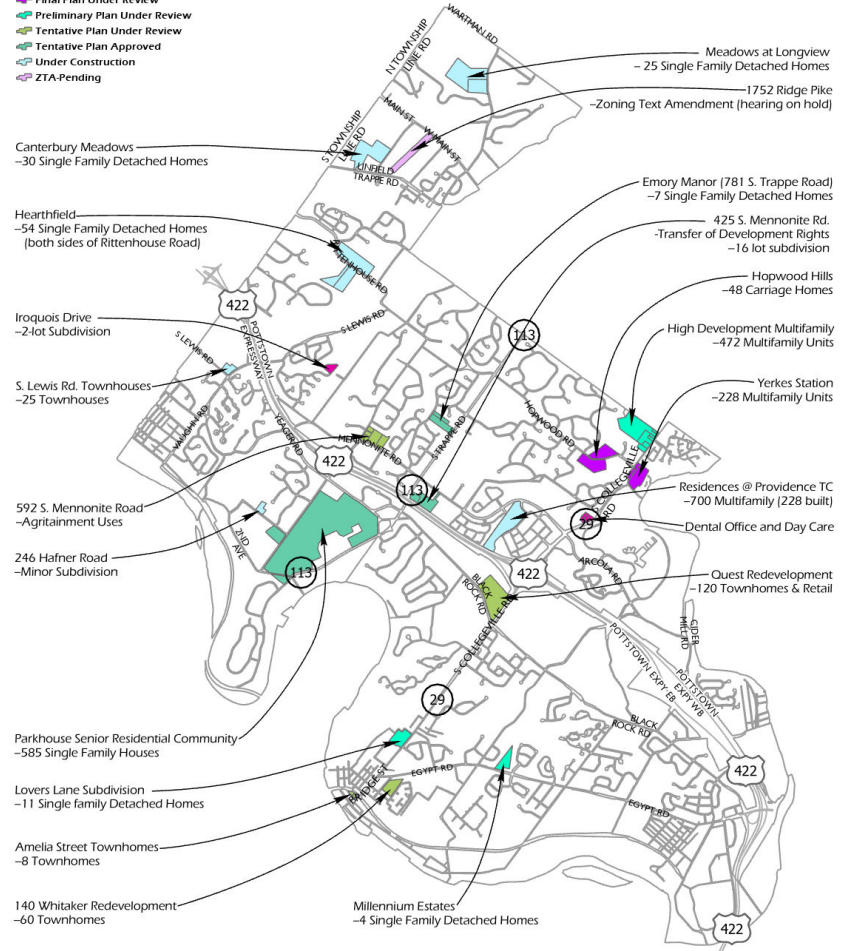 Final Plan Under Review
Preliminary Plan Under Review
Tentative Plan Under Review
Tentative Plan Approved
Under Construction
ZTA-Pending
WARTMAN RD
N TOWNSHIP
LINE RD
Meadows at Longview
– 25 Single Family Detached Homes
1752 Ridge Pike
–Zoning Text Amendment (hearing on hold)
MAIN ST
W MAIN ST
S TOWNSHIP
LINE RD
LINFIELD
TRAPPE RD
Canterbury Meadows
–30 Single Family Detached Homes
Emory Manor (781 S. Trappe Road)
–7 Single Family Detached Homes
Hearthfield
–54 Single Family Detached Homes
(both sides of Rittenhouse Road)
425 S. Mennonite Rd.
-Transfer of Development Rights
–16 lot subdivision
RITTENHOUSE RD
Hopwood Hills
–48 Carriage Homes
422
Iroquois Drive
–2-lot Subdivision
S LEWIS RD
113
High Development Multifamily
–472 Multifamily Units
POTTSTOWN
EXPRESSWAY
S LEWIS RD
S. Lewis Rd. Townhouses
–25 Townhouses
Yerkes Station
–228 Multifamily Units
VAUGHN RD
YEAGER RD
MENNONITE RD
S TRAPPE RD
HOPWOOD RD
S COLLEGEVILLE RD
422
113
592 S. Mennonite Road
–Agritainment Uses
Residences @ Providence TC
–700 Multifamily (228 built)
29
Dental Office and Day Care
246 Hafner Road
–Minor Subdivision
2ND
AVE
113
422
ARCOLA RD
Quest Redevelopment
–120 Townhomes & Retail
BLACK
ROCK RD
S COLLEGEVILLE RD
CIDER
MILL RD
POTTSTOWN EXPY EB
POTTSTOWN
EXPY WB
29
BLACK
ROCK RD
Parkhouse Senior Residential Community
–585 Single Family Houses
422
EGYPT RD
BRIDGE ST
Lovers Lane Subdivision
–11 Single family Detached Homes
EGYPT RD
Amelia Street Townhomes
–8 Townhomes
140 Whitaker Redevelopment
–60 Townhomes
Millennium Estates
–4 Single Family Detached Homes
422